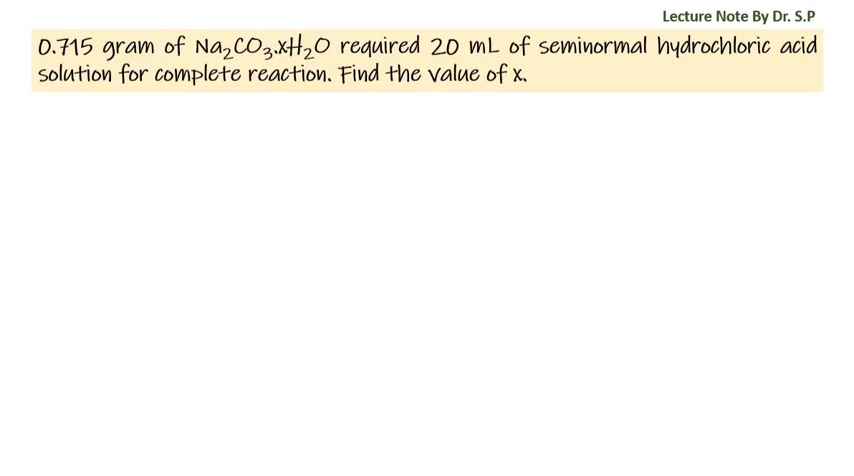 Lecture Note By Dr. S.P
0.715 gram of Na₂CO₃.xH₂O required 20 mL of seminormal hydrochloric acid
solution for complete reaction. Find the value of x.